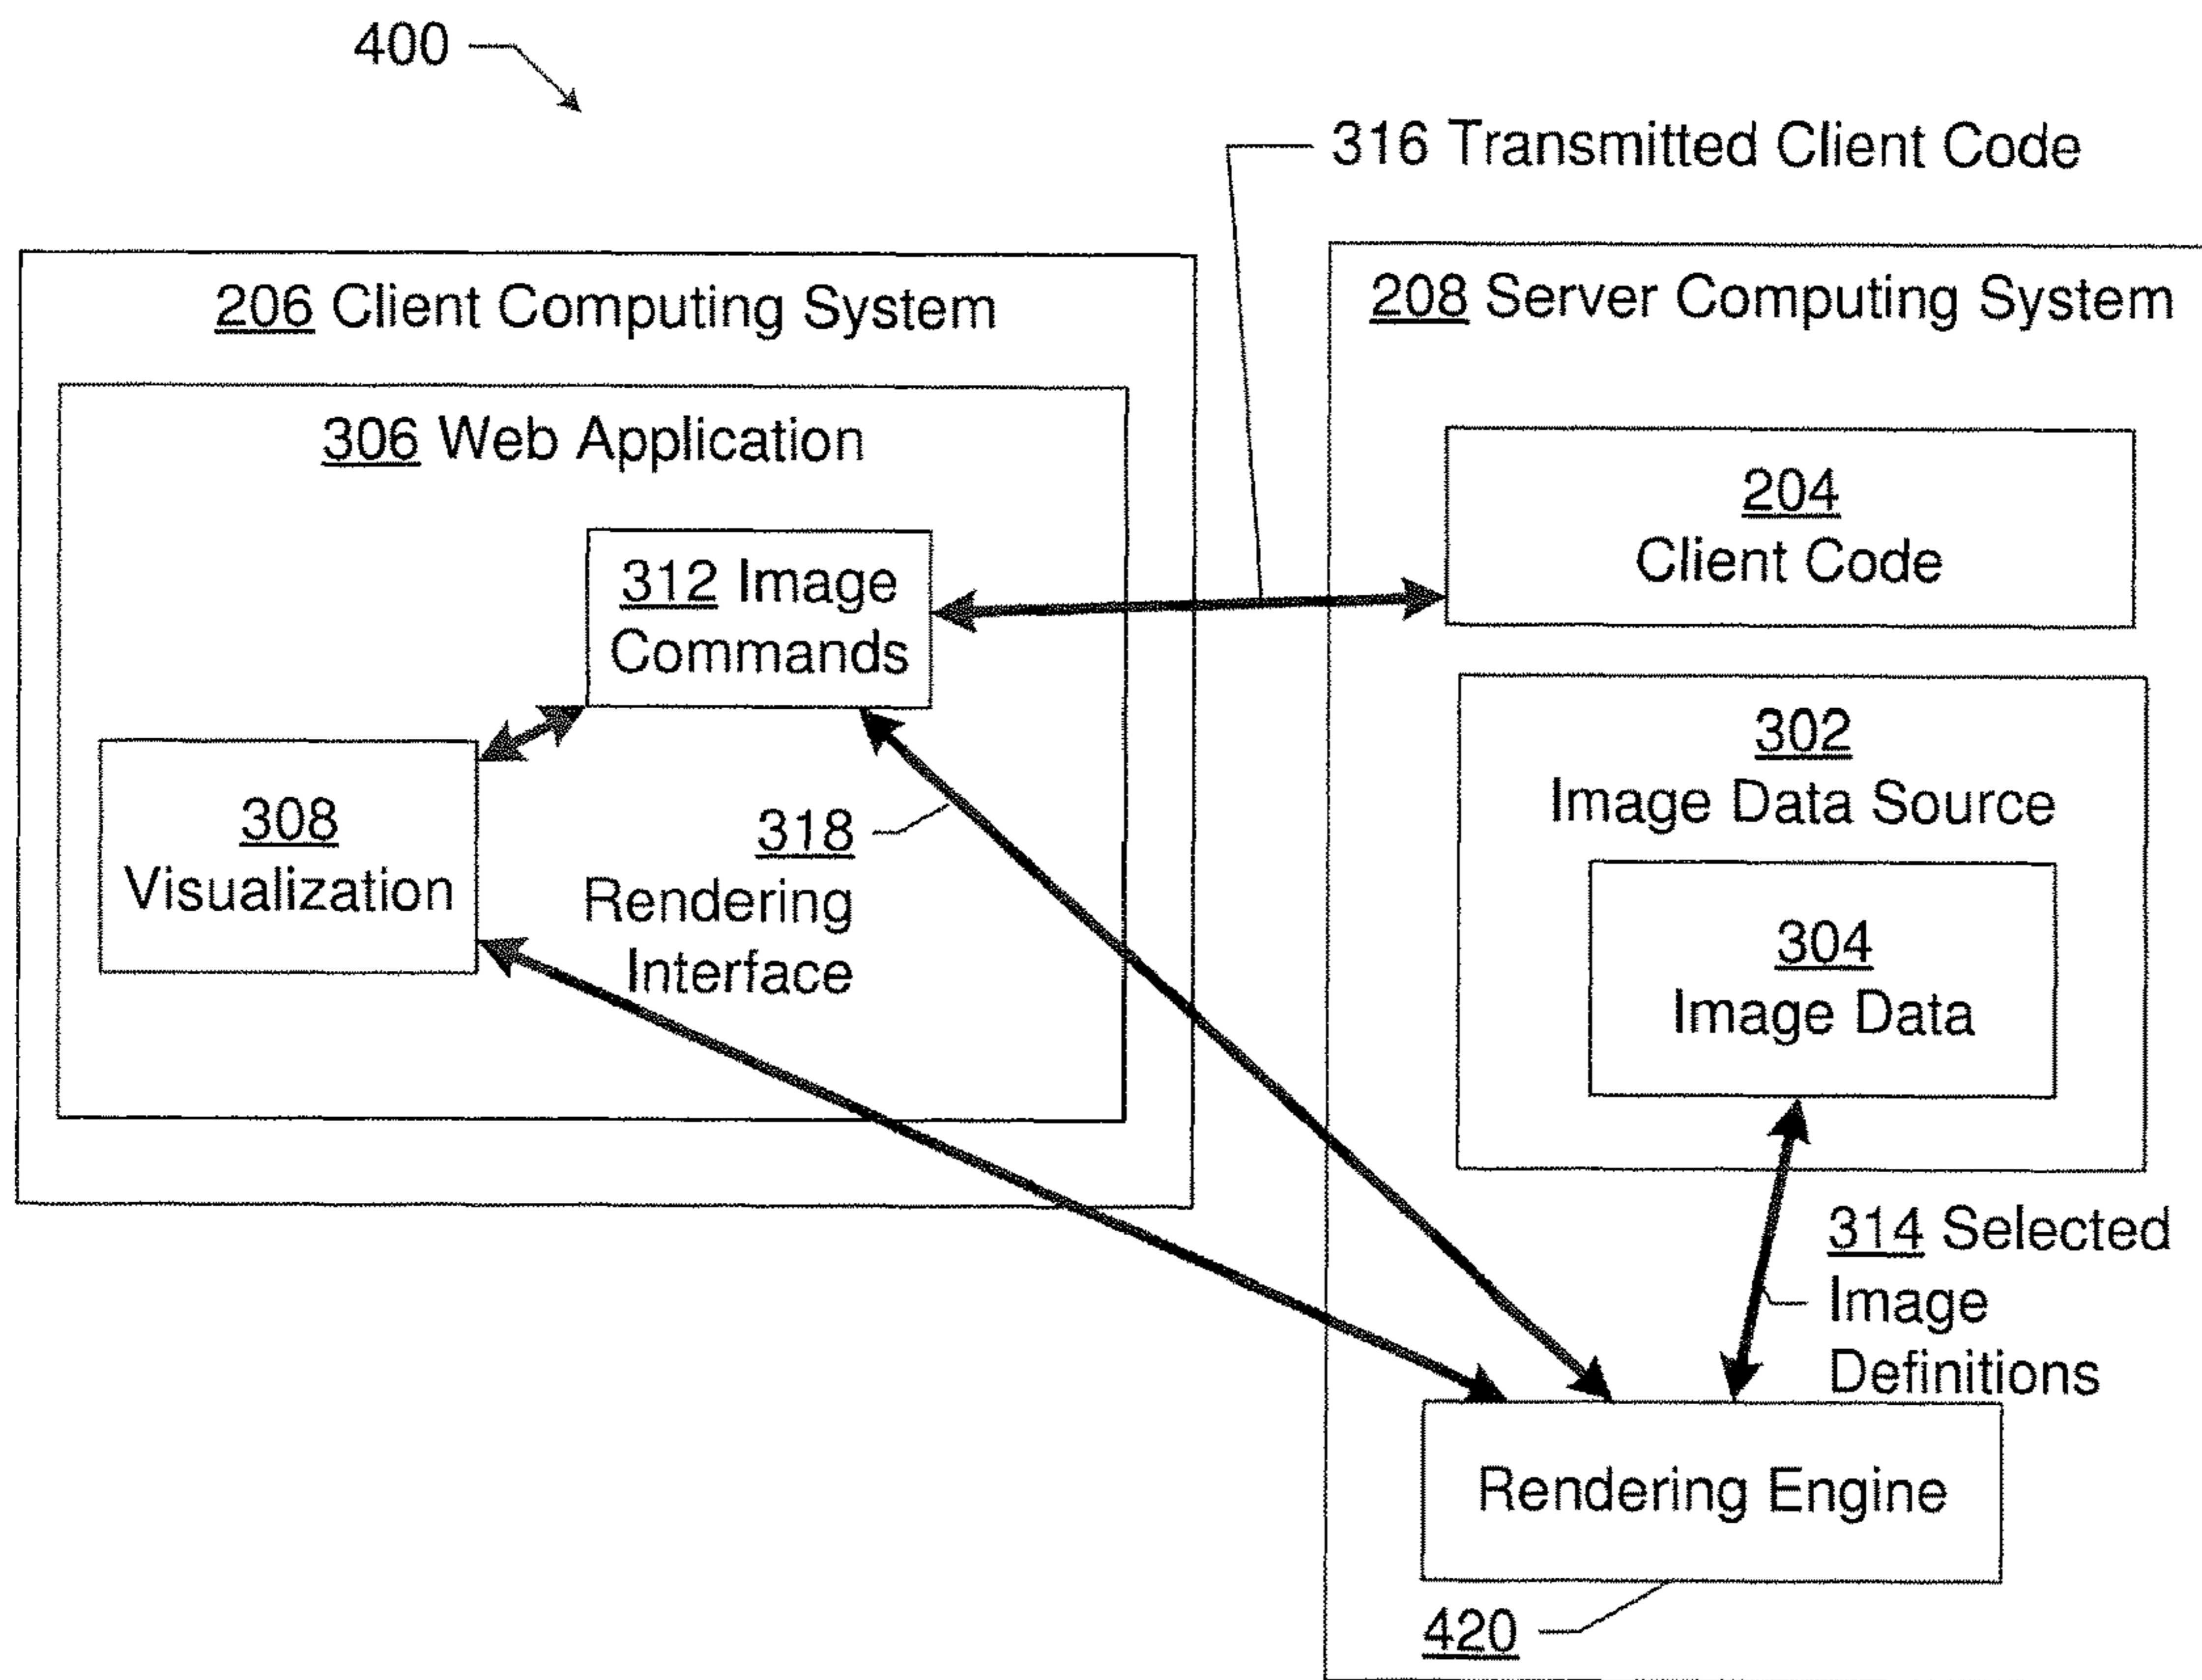 400
316 Transmitted Client Code
206 Client Computing System
306 Web Application
312 Image
Commands
308
Visualization
318
Rendering
Interface
208 Server Computing System
204
Client Code
302
Image Data Source
304
Image Data
314 Selected
Image
Definitions
Rendering Engine
420